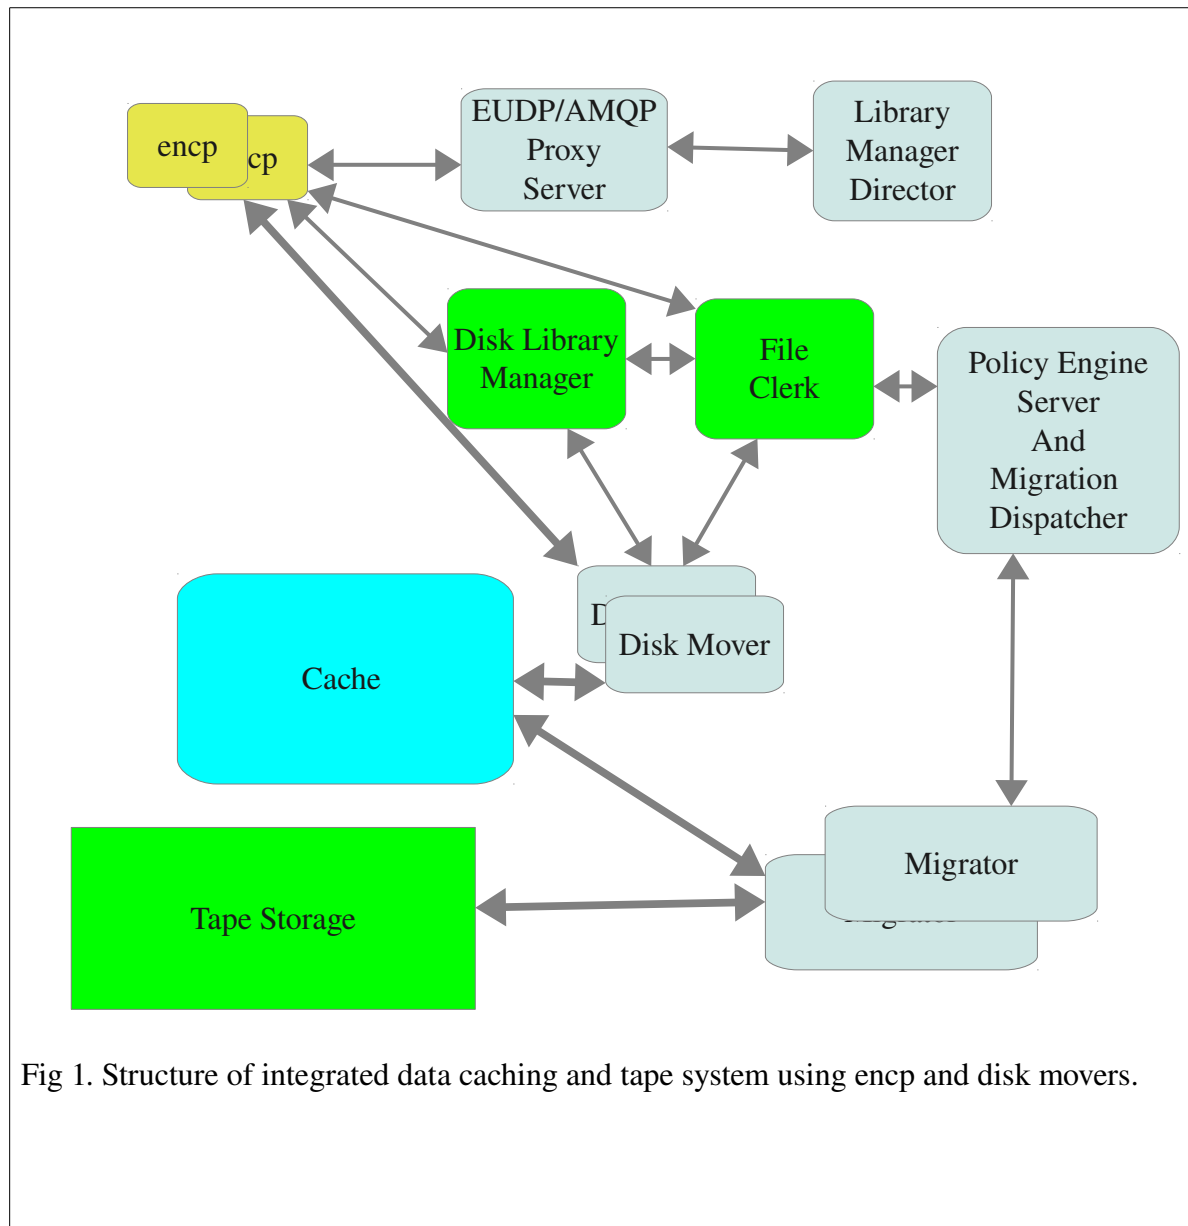 encp
cp
EUDP/AMQP
Proxy
Server
Library
Manager
Director
Disk Library
Manager
File
Clerk
Policy Engine
Server
And
Migration
Dispatcher
D
Disk Mover
Cache
Migrator
Tape Storage
Fig 1. Structure of integrated data caching and tape system using encp and disk movers.